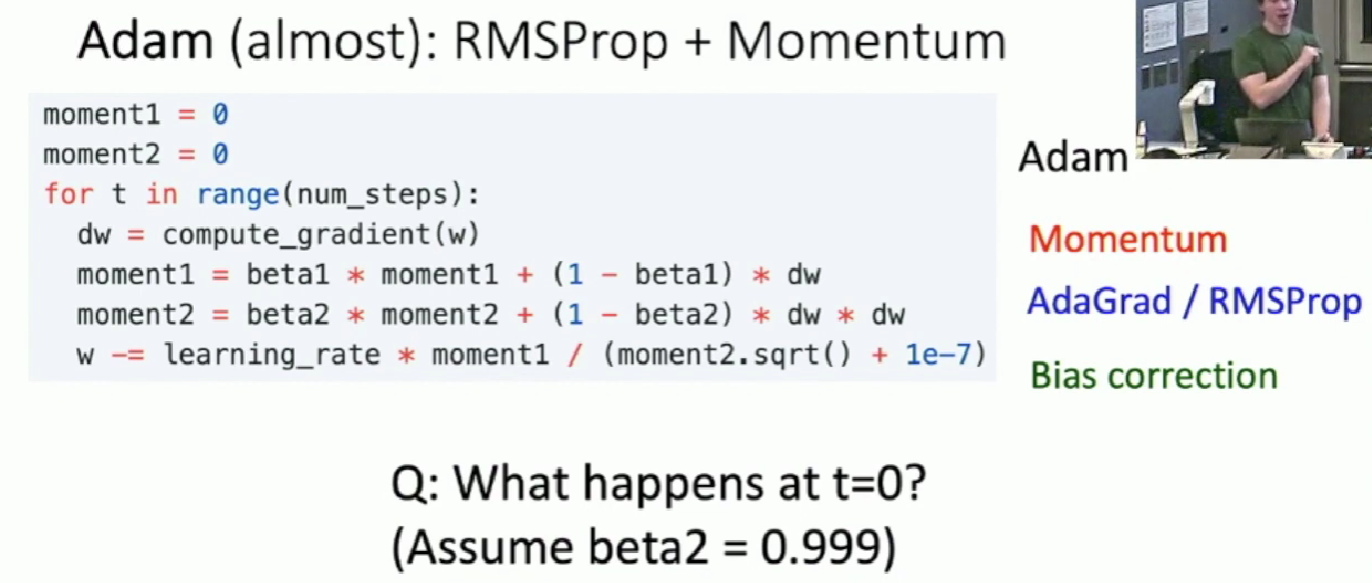 Adam (almost): RMSProp + Momentum
moment1 = 0
moment2 = 0
for t in range(num_steps):
  dw = compute_gradient(w)
  moment1 = beta1 * moment1 + (1 - beta1) * dw
  moment2 = beta2 * moment2 + (1 - beta2) * dw * dw
  w -= learning_rate * moment1 / (moment2.sqrt() + 1e-7)
Adam
Momentum
AdaGrad / RMSProp
Bias correction
Q: What happens at t=0?
(Assume beta2 = 0.999)